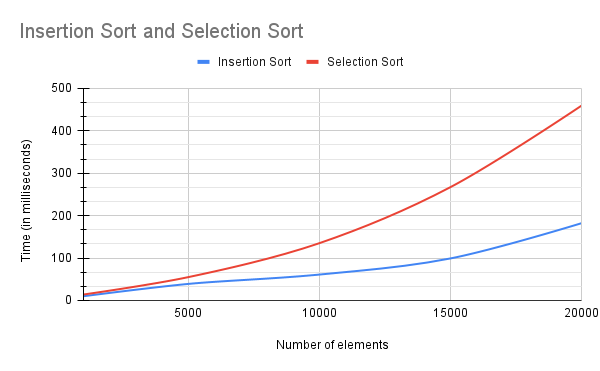 Insertion Sort and Selection Sort
Insertion Sort
Selection Sort
500
400
300
200
100
0
Time (in milliseconds)
5000
10000
15000
20000
Number of elements